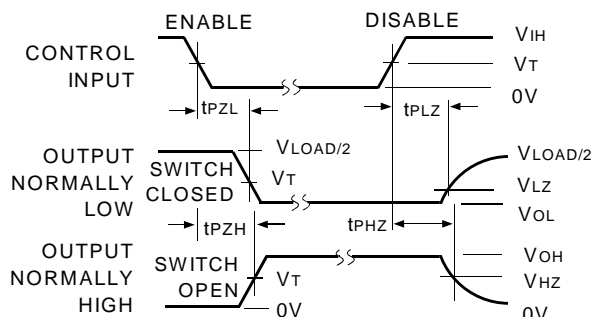 ENABLE DISABLE
CONTROL INPUT
VIH
VT
0V
tPZL tPLZ
OUTPUT NORMALLY LOW
SWITCH CLOSED
VLOAD/2
VT
VLOAD/2
VLZ
VOL
tPZH tPHZ
OUTPUT NORMALLY HIGH
SWITCH OPEN
VT
0V
VOH
VHZ
0V